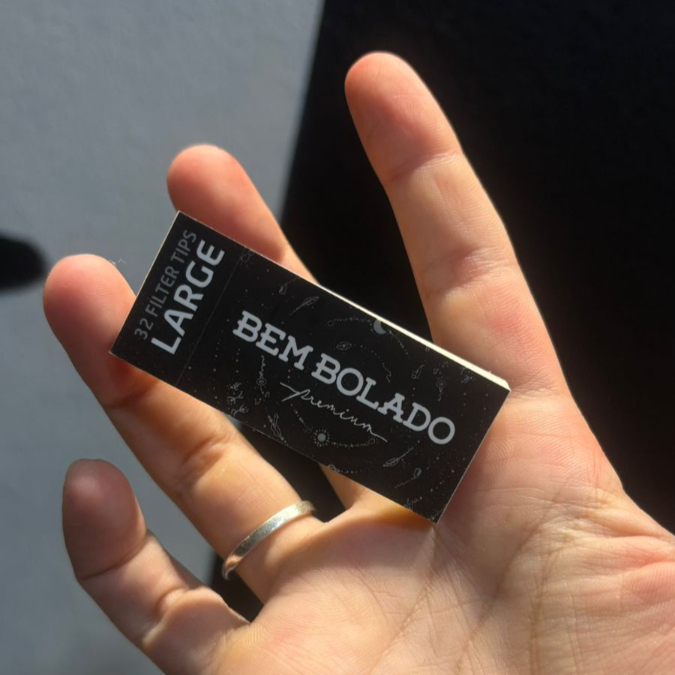 32 FILTER TIPS
LARGE
BEM BOLADO
premium